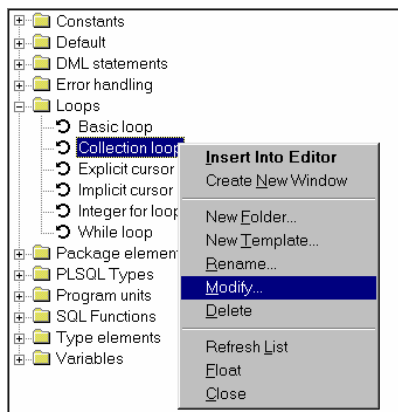 Constants
Default
DML statements
Error handling
Loops
Basic loop
Collection loop
Explicit cursor
Implicit cursor
Integer for loop
While loop
Package elemen
PLSQL Types
Program units
SQL Functions
Type elements
Variables
Insert Into Editor
Create New Window
New Folder...
New Template...
Rename...
Modify...
Delete
Refresh List
Float
Close